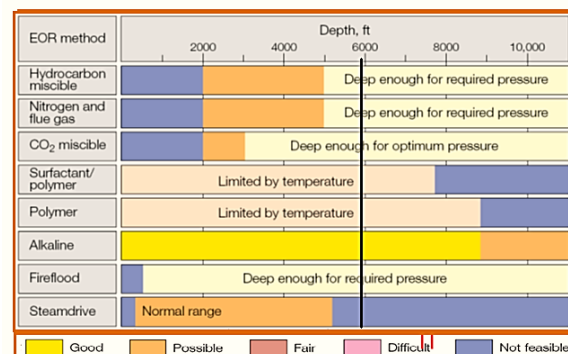 EOR method
Depth, ft
2000 4000 6000 8000 10,000
Hydrocarbon
miscible
Deep enough for required pressure
Nitrogen and
flue gas
Deep enough for required pressure
CO₂ miscible
Deep enough for optimum pressure
Surfactant/
polymer
Limited by temperature
Polymer
Limited by temperature
Alkaline
Fireflood
Deep enough for required pressure
Steamdrive
Normal range
Good Possible Fair Difficult Not feasible